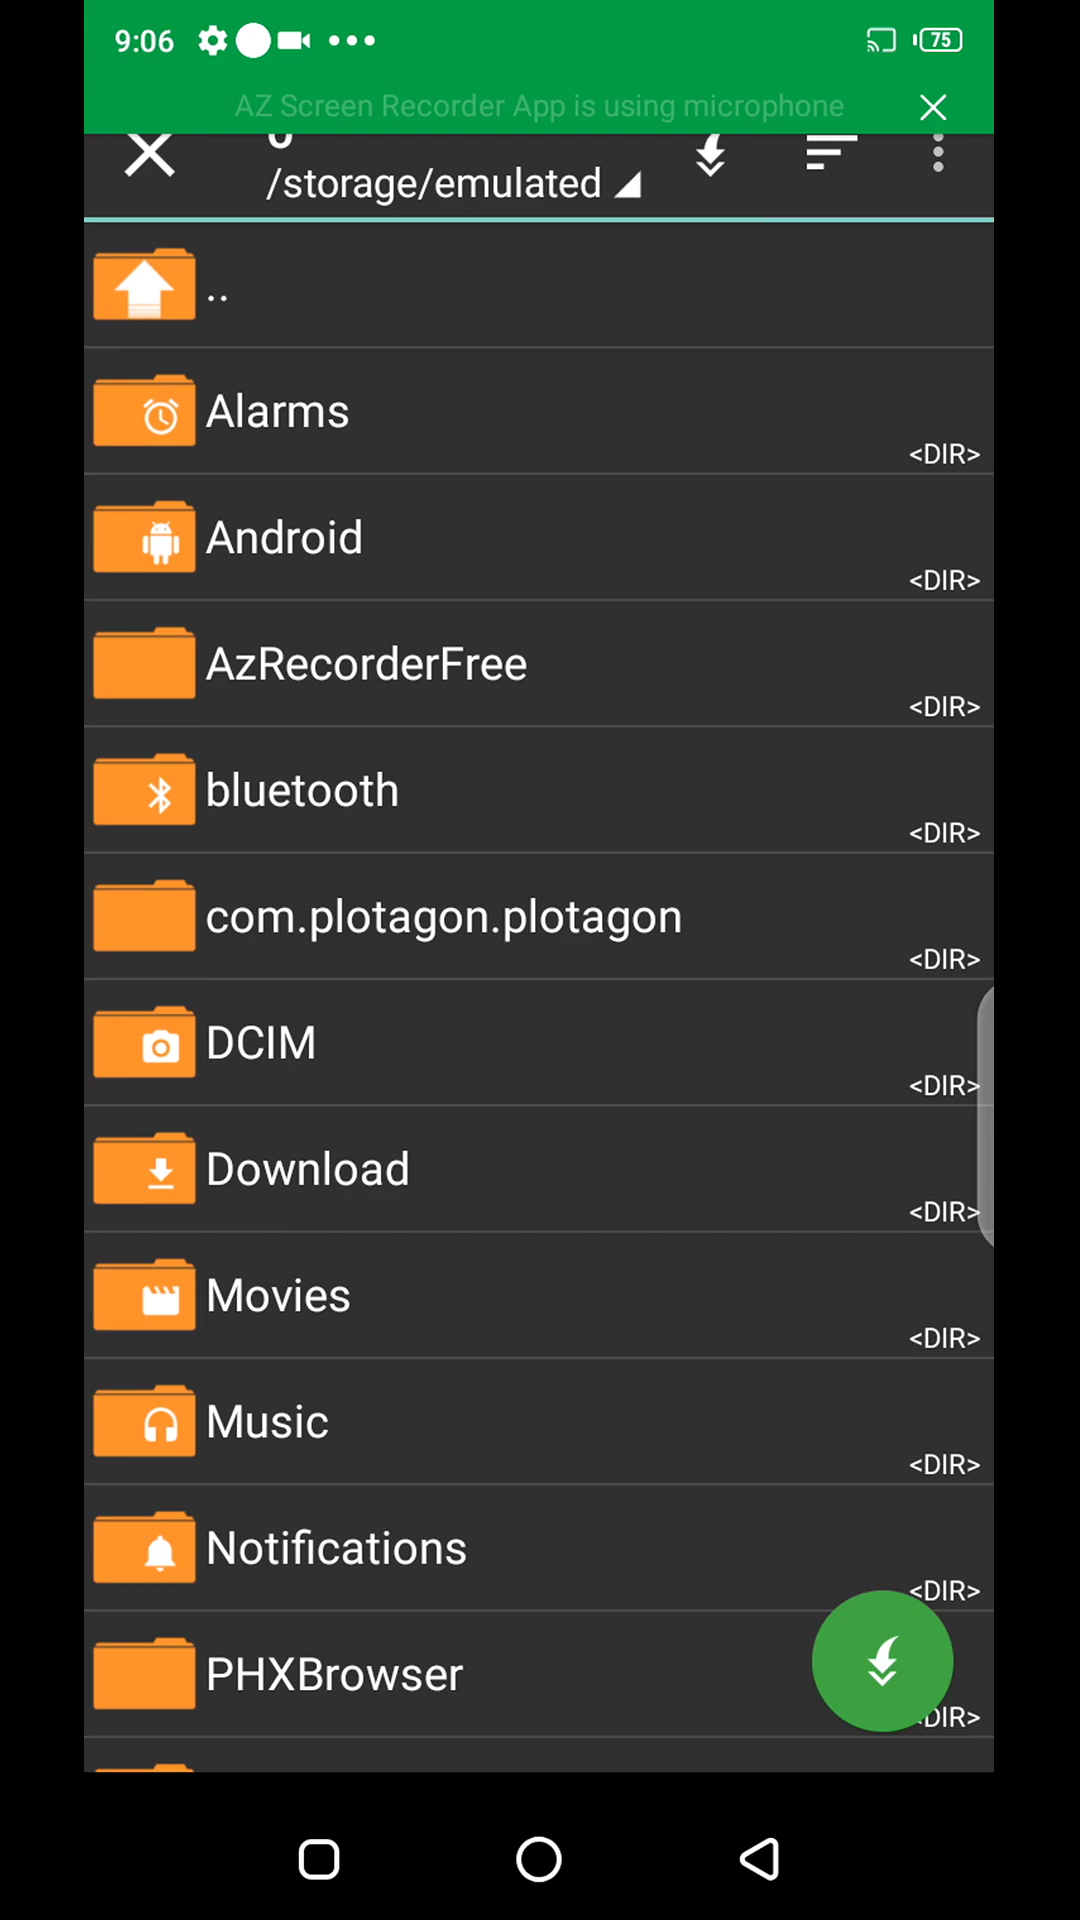 9:06
75
AZ Screen Recorder App is using microphone
/storage/emulated
..
Alarms
<DIR>
Android
<DIR>
AzRecorderFree
<DIR>
bluetooth
<DIR>
com.plotagon.plotagon
<DIR>
DCIM
<DIR>
Download
<DIR>
Movies
<DIR>
Music
<DIR>
Notifications
<DIR>
PHXBrowser
DIR>